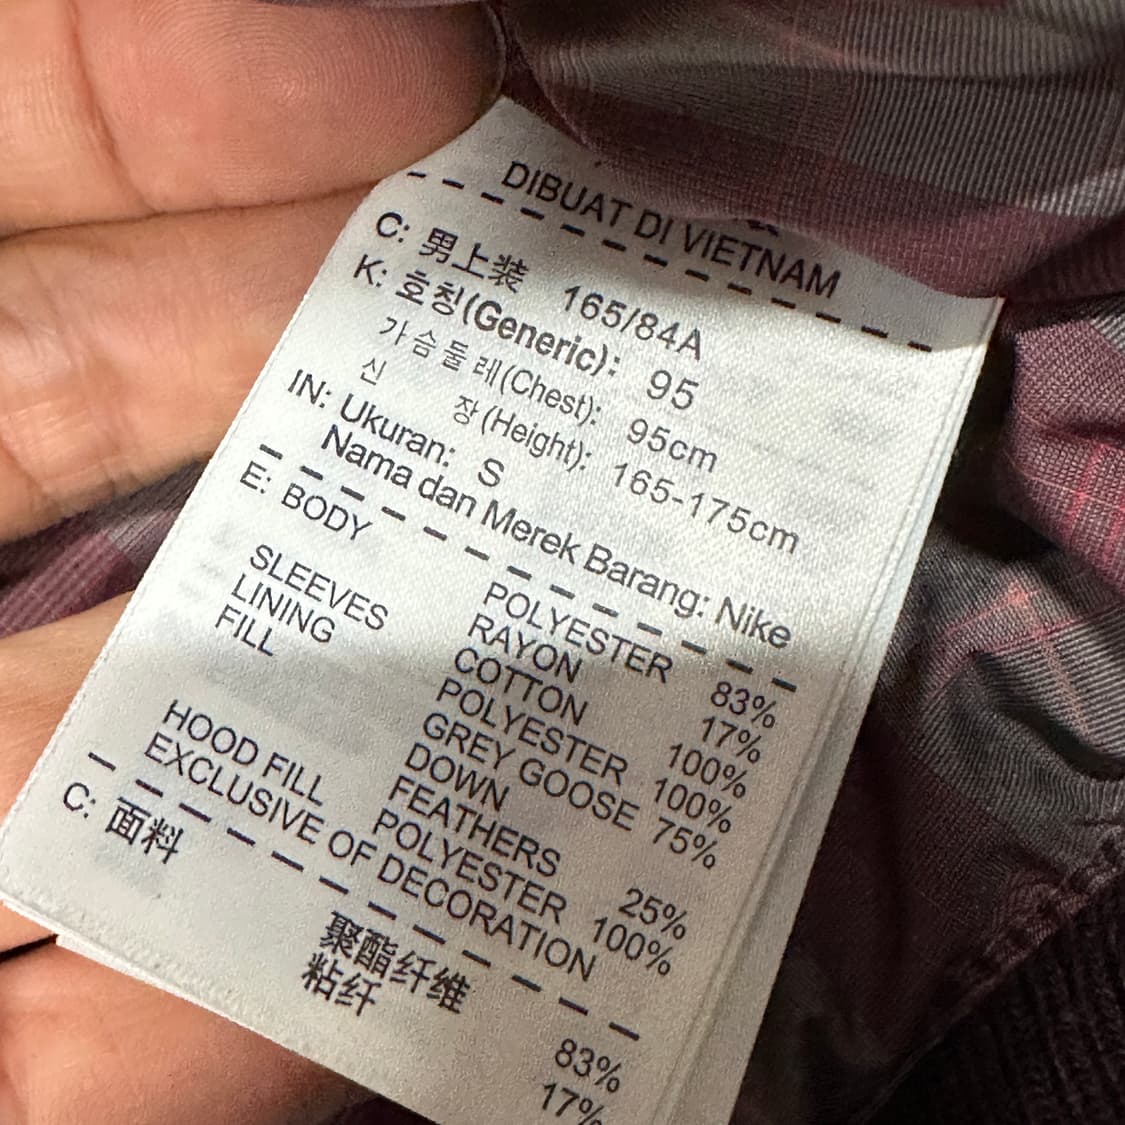 DIBUAT DI VIETNAM
C: 男上装 165/84A
K: 호칭(Generic): 95
가슴둘레(Chest): 95cm
신 장(Height): 165-175cm
IN: Ukuran: S
Nama dan Merek Barang: Nike
E: BODY POLYESTER 83%
RAYON 17%
SLEEVES COTTON 100%
LINING POLYESTER 100%
FILL GREY GOOSE 75%
DOWN
FEATHERS 25%
HOOD FILL POLYESTER 100%
EXCLUSIVE OF DECORATION
C: 面料 聚酯纤维 83%
粘纤 17%